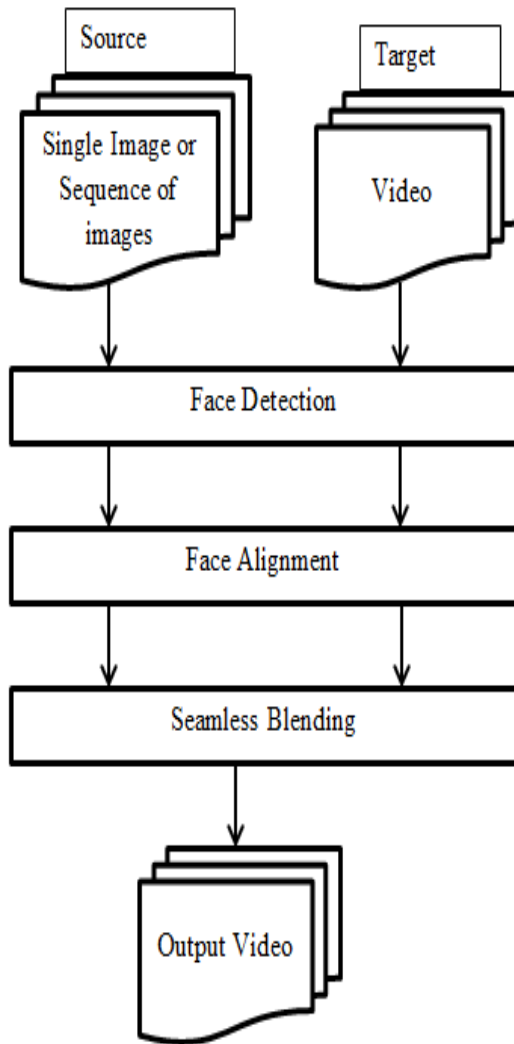 Source
Target
Single Image or
Sequence of
images
Video
Face Detection
Face Alignment
Seamless Blending
Output Video